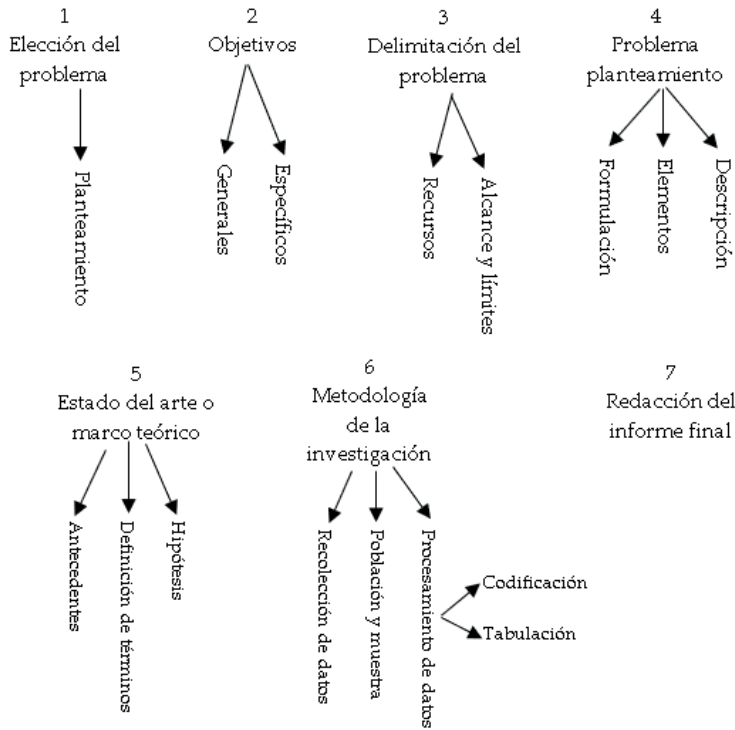 1
Elección del
problema
Planteamiento
2
Objetivos
Generales
Específicos
3
Delimitación del
problema
Recursos
Alcance y límites
4
Problema
planteamiento
Formulación
Elementos
Descripción
5
Estado del arte o
marco teórico
Antecedentes
Definición de términos
Hipótesis
6
Metodología
de la
investigación
Recolección de datos
Población y muestra
Procesamiento de datos
Codificación
Tabulación
7
Redacción del
informe final